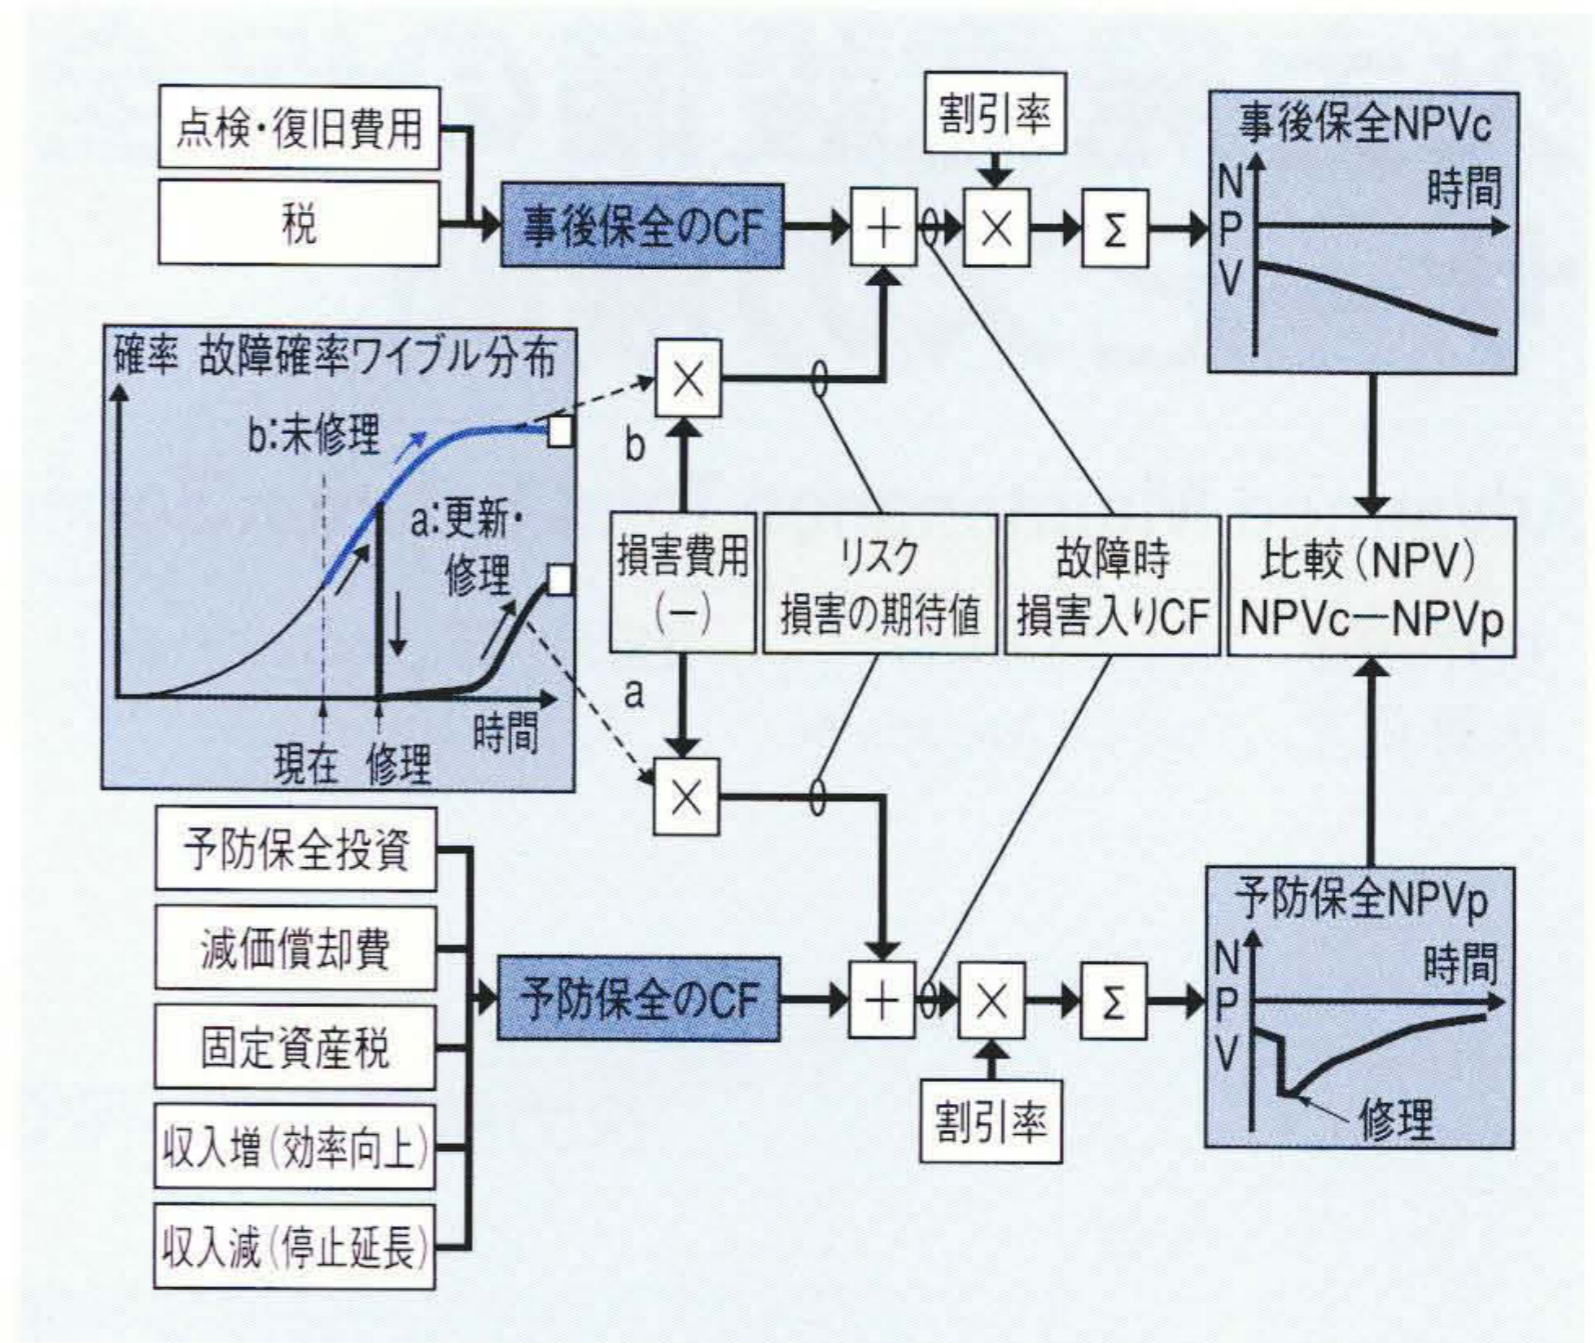 点検・復旧費用
税
事後保全のCF
+
割引率
×
Σ
事後保全NPVc
NPV
時間
確率 故障確率ワイブル分布
b:未修理
a:更新・
修理
時間
現在 修理
×
b
損害費用
(−)
a
×
リスク
損害の期待値
故障時
損害入りCF
比較(NPV)
NPVc−NPVp
予防保全投資
減価償却費
固定資産税
収入増(効率向上)
収入減(停止延長)
予防保全のCF
+
×
割引率
Σ
予防保全NPVp
NPV
時間
修理